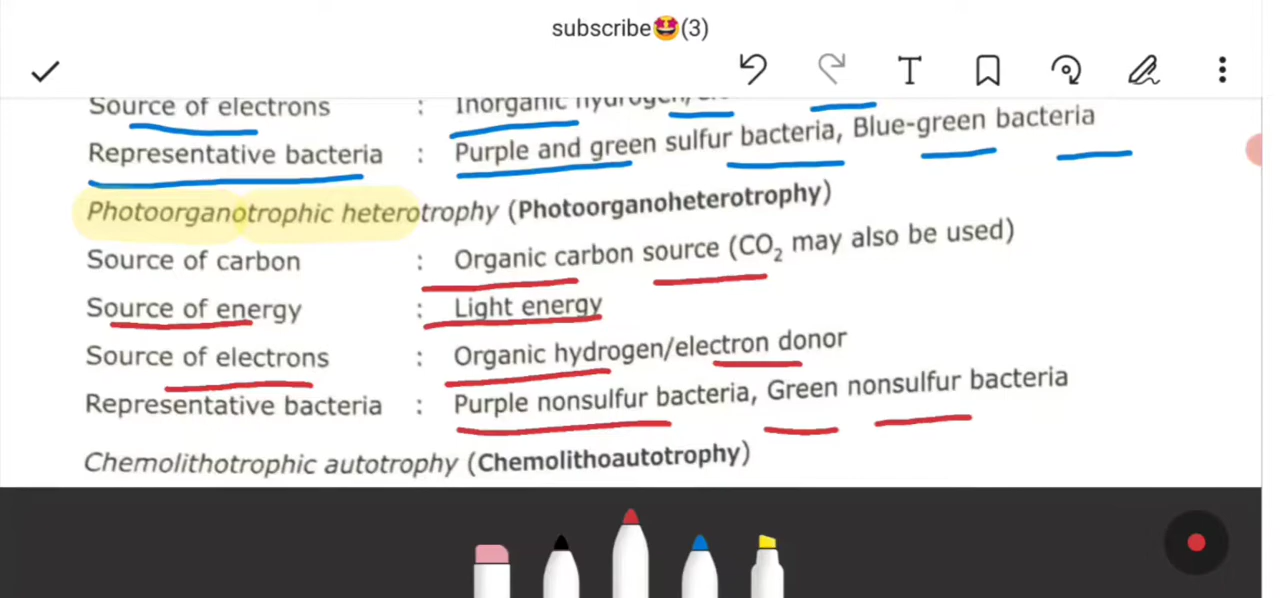 subscribe🤩(3)
T
Source of electrons : Inorganic hydrogen/
Representative bacteria : Purple and green sulfur bacteria, Blue-green bacteria
Photoorganotrophic heterotrophy (Photoorganoheterotrophy)
Source of carbon : Organic carbon source (CO₂ may also be used)
Source of energy : Light energy
Source of electrons : Organic hydrogen/electron donor
Representative bacteria : Purple nonsulfur bacteria, Green nonsulfur bacteria
Chemolithotrophic autotrophy (Chemolithoautotrophy)